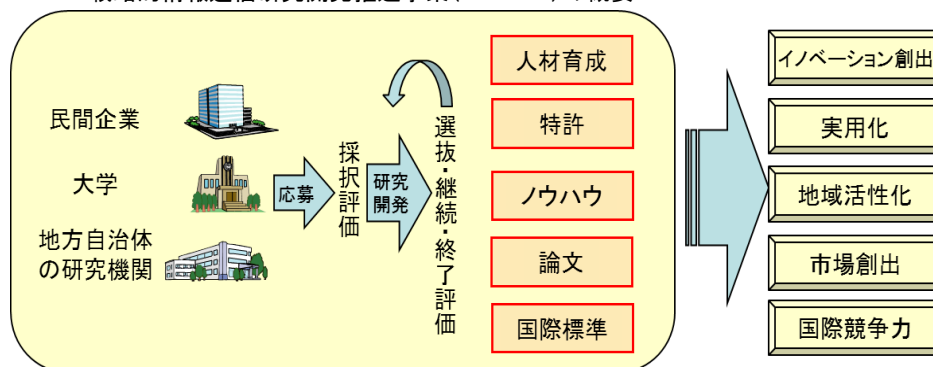 民間企業
大学
地方自治体
の研究機関
応募
採択評価
研究
開発
選抜・継続・終了評価
人材育成
特許
ノウハウ
論文
国際標準
イノベーション創出
実用化
地域活性化
市場創出
国際競争力